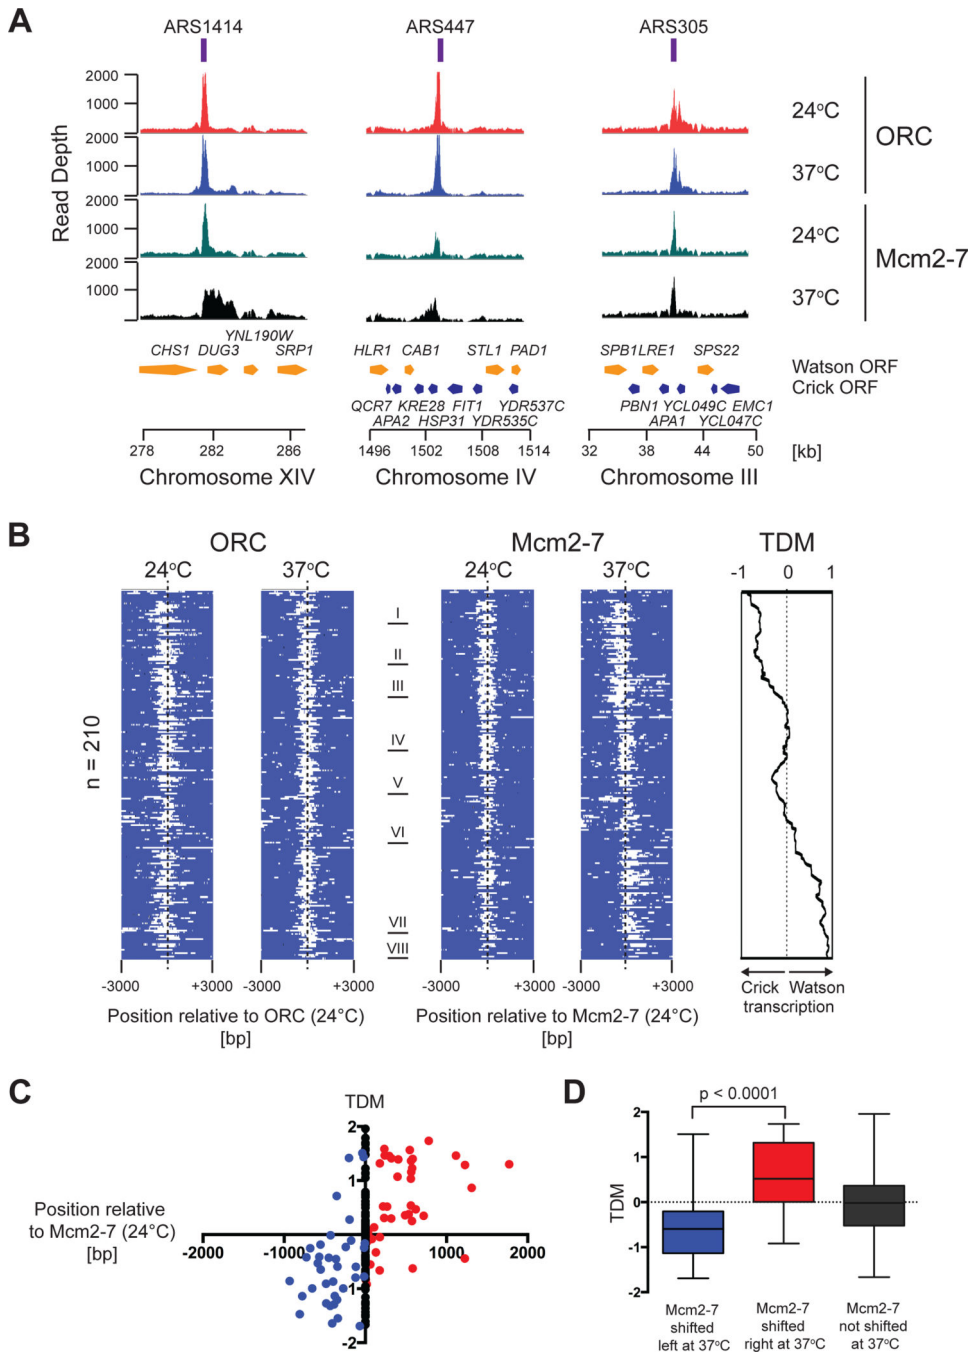 A
ARS1414 ARS447 ARS305
Read Depth
2000
1000
2000
1000
2000
1000
2000
1000
24°C
37°C
ORC
24°C
37°C
Mcm2-7
YNL190W
CHS1 DUG3 SRP1
HLR1 CAB1 STL1 PAD1
SPB1 LRE1 SPS22
Watson ORF
Crick ORF
QCR7 KRE28 FIT1 YDR537C
APA2 HSP31 YDR535C
PBN1 YCL049C EMC1
APA1 YCL047C
278 282 286
1496 1502 1508 1514
32 38 44 50
[kb]
Chromosome XIV Chromosome IV Chromosome III
B
ORC Mcm2-7 TDM
24°C 37°C 24°C 37°C
-1 0 1
n = 210
I
II
III
IV
V
VI
VII
VIII
-3000 +3000 -3000 +3000 -3000 +3000 -3000 +3000
Crick Watson
transcription
Position relative to ORC (24°C)
[bp]
Position relative to Mcm2-7 (24°C)
[bp]
C
TDM
2
1
Position relative
to Mcm2-7 (24°C)
[bp]
-2000 -1000 1000 2000
-1
-2
D
p < 0.0001
TDM
2
1
0
-1
-2
Mcm2-7
shifted
left at 37°C
Mcm2-7
shifted
right at 37°C
Mcm2-7
not shifted
at 37°C